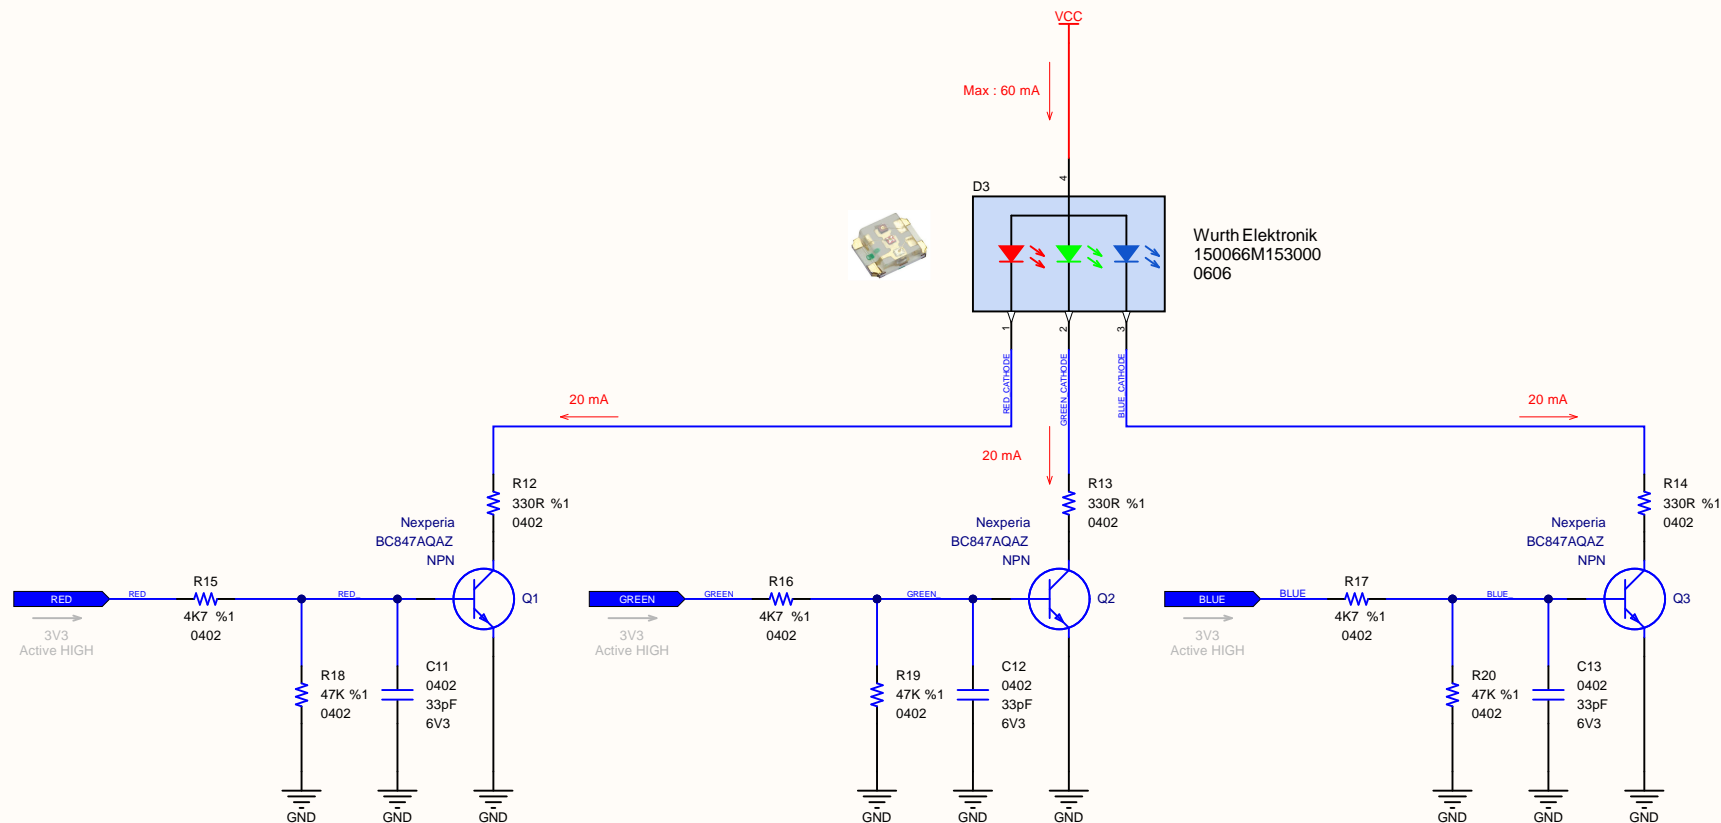 VCC
Max : 60 mA
4
D3
Wurth Elektronik
150066M153000
0606
1
2
3
RED_CATHODE
GREEN_CATHODE
BLUE_CATHODE
20 mA
20 mA
20 mA
R12
330R %1
0402
R13
330R %1
0402
R14
330R %1
0402
Nexperia
BC847AQAZ
NPN
Nexperia
BC847AQAZ
NPN
Nexperia
BC847AQAZ
NPN
RED
RED
R15
4K7 %1
0402
RED_
Q1
GREEN
GREEN
R16
4K7 %1
0402
GREEN_
Q2
BLUE
BLUE
R17
4K7 %1
0402
BLUE_
Q3
3V3
Active HIGH
3V3
Active HIGH
3V3
Active HIGH
R18
47K %1
0402
C11
0402
33pF
6V3
R19
47K %1
0402
C12
0402
33pF
6V3
R20
47K %1
0402
C13
0402
33pF
6V3
GND
GND
GND
GND
GND
GND
GND
GND
GND